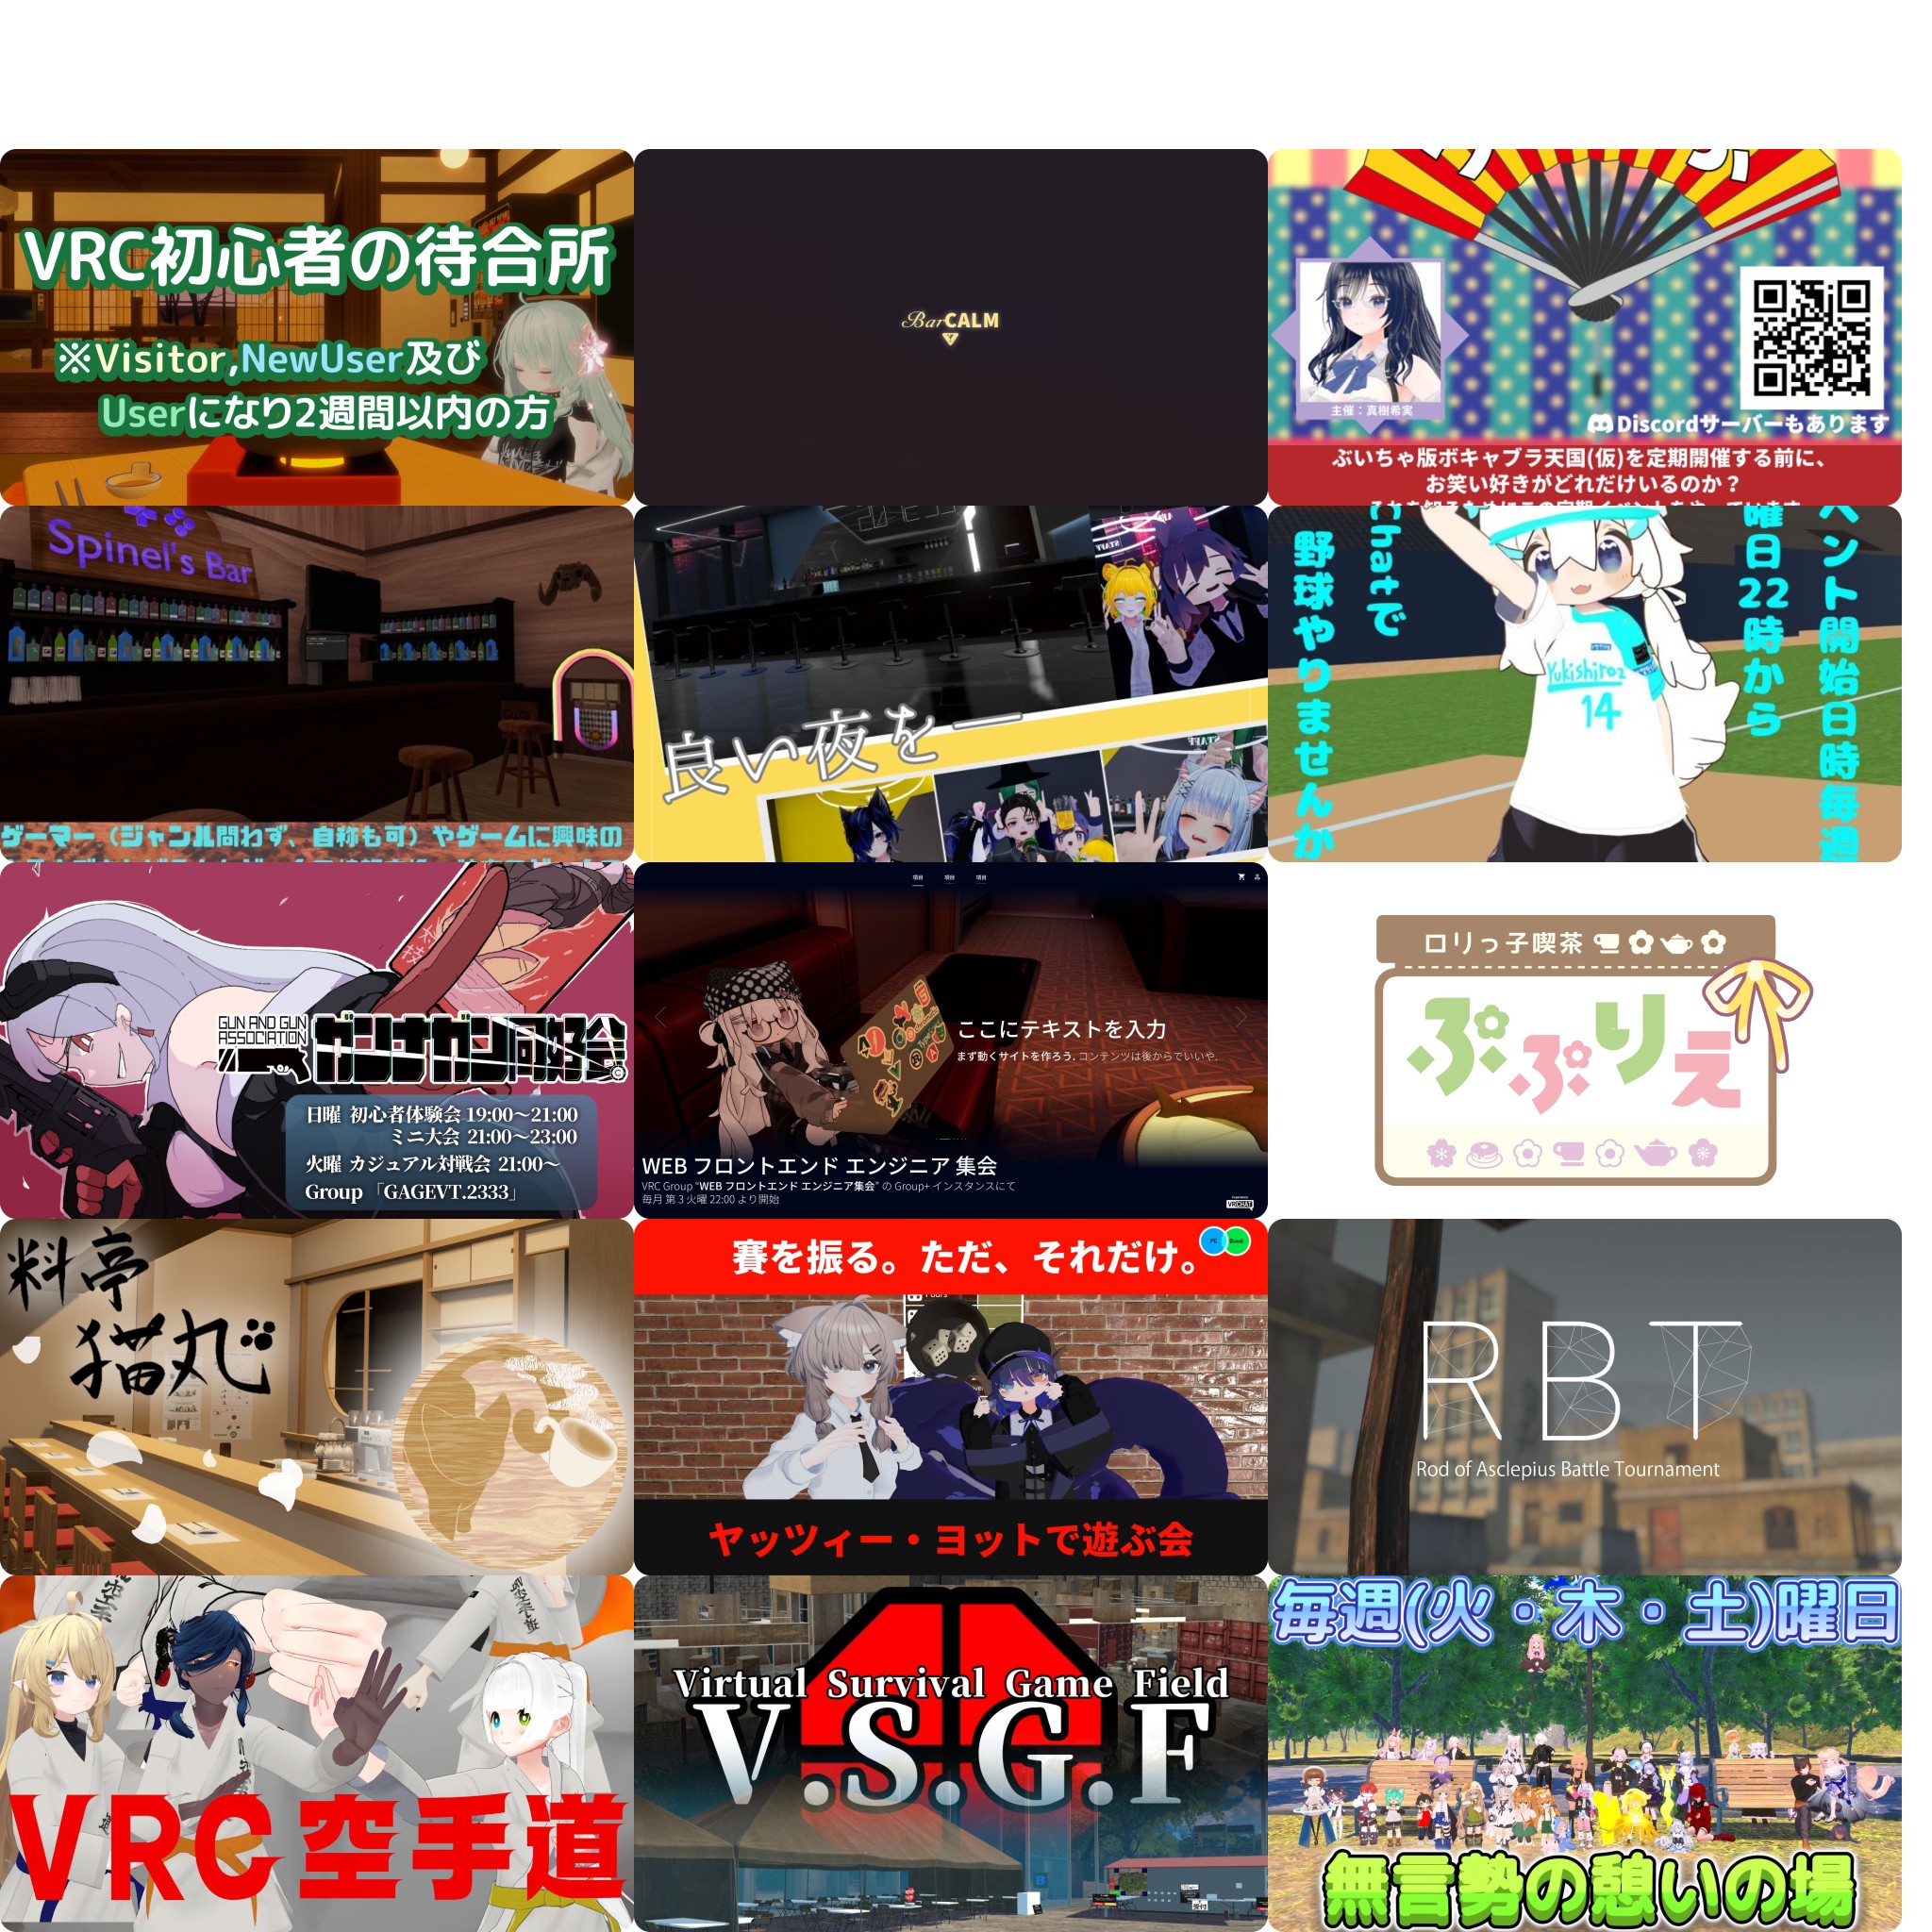 VRC初心者の待合所
※Visitor,NewUser及び
Userになり2週間以内の方
BarCALM
主催：真樹希実
Discordサーバーもあります
ぶいちゃ版ボキャブラ天国(仮)を定期開催する前に、
お笑い好きがどれだけいるのか？
Spinel's Bar
ゲーマー（ジャンル問わず、自称も可）やゲームに興味の
STAFF
良い夜を―
ベント開始日時毎週
曜日22時から
hatで
野球やりませんか
Yukishiroz
14
GUN AND GUN
ASSOCIATION
ガンナガン同好会
日曜 初心者体験会 19:00～21:00
ミニ大会 21:00～23:00
火曜 カジュアル対戦会 21:00～
Group 「GAGEVT.2333」
項目 項目 項目
ここにテキストを入力
まず動くサイトを作ろう. コンテンツは後からでいいや.
WEB フロントエンド エンジニア 集会
VRC Group “WEB フロントエンド エンジニア集会” の Group+ インスタンスにて
毎月 第 3 火曜 22:00 より開始
VRCHAT
ロリっ子喫茶
ぷぷりえ
料亭
猫丸
賽を振る。ただ、それだけ。
PC Quest
ヤッツィー・ヨットで遊ぶ会
RBT
Rod of Asclepius Battle Tournament
VRC空手道
Virtual Survival Game Field
V.S.G.F
毎週(火・木・土)曜日
無言勢の憩いの場